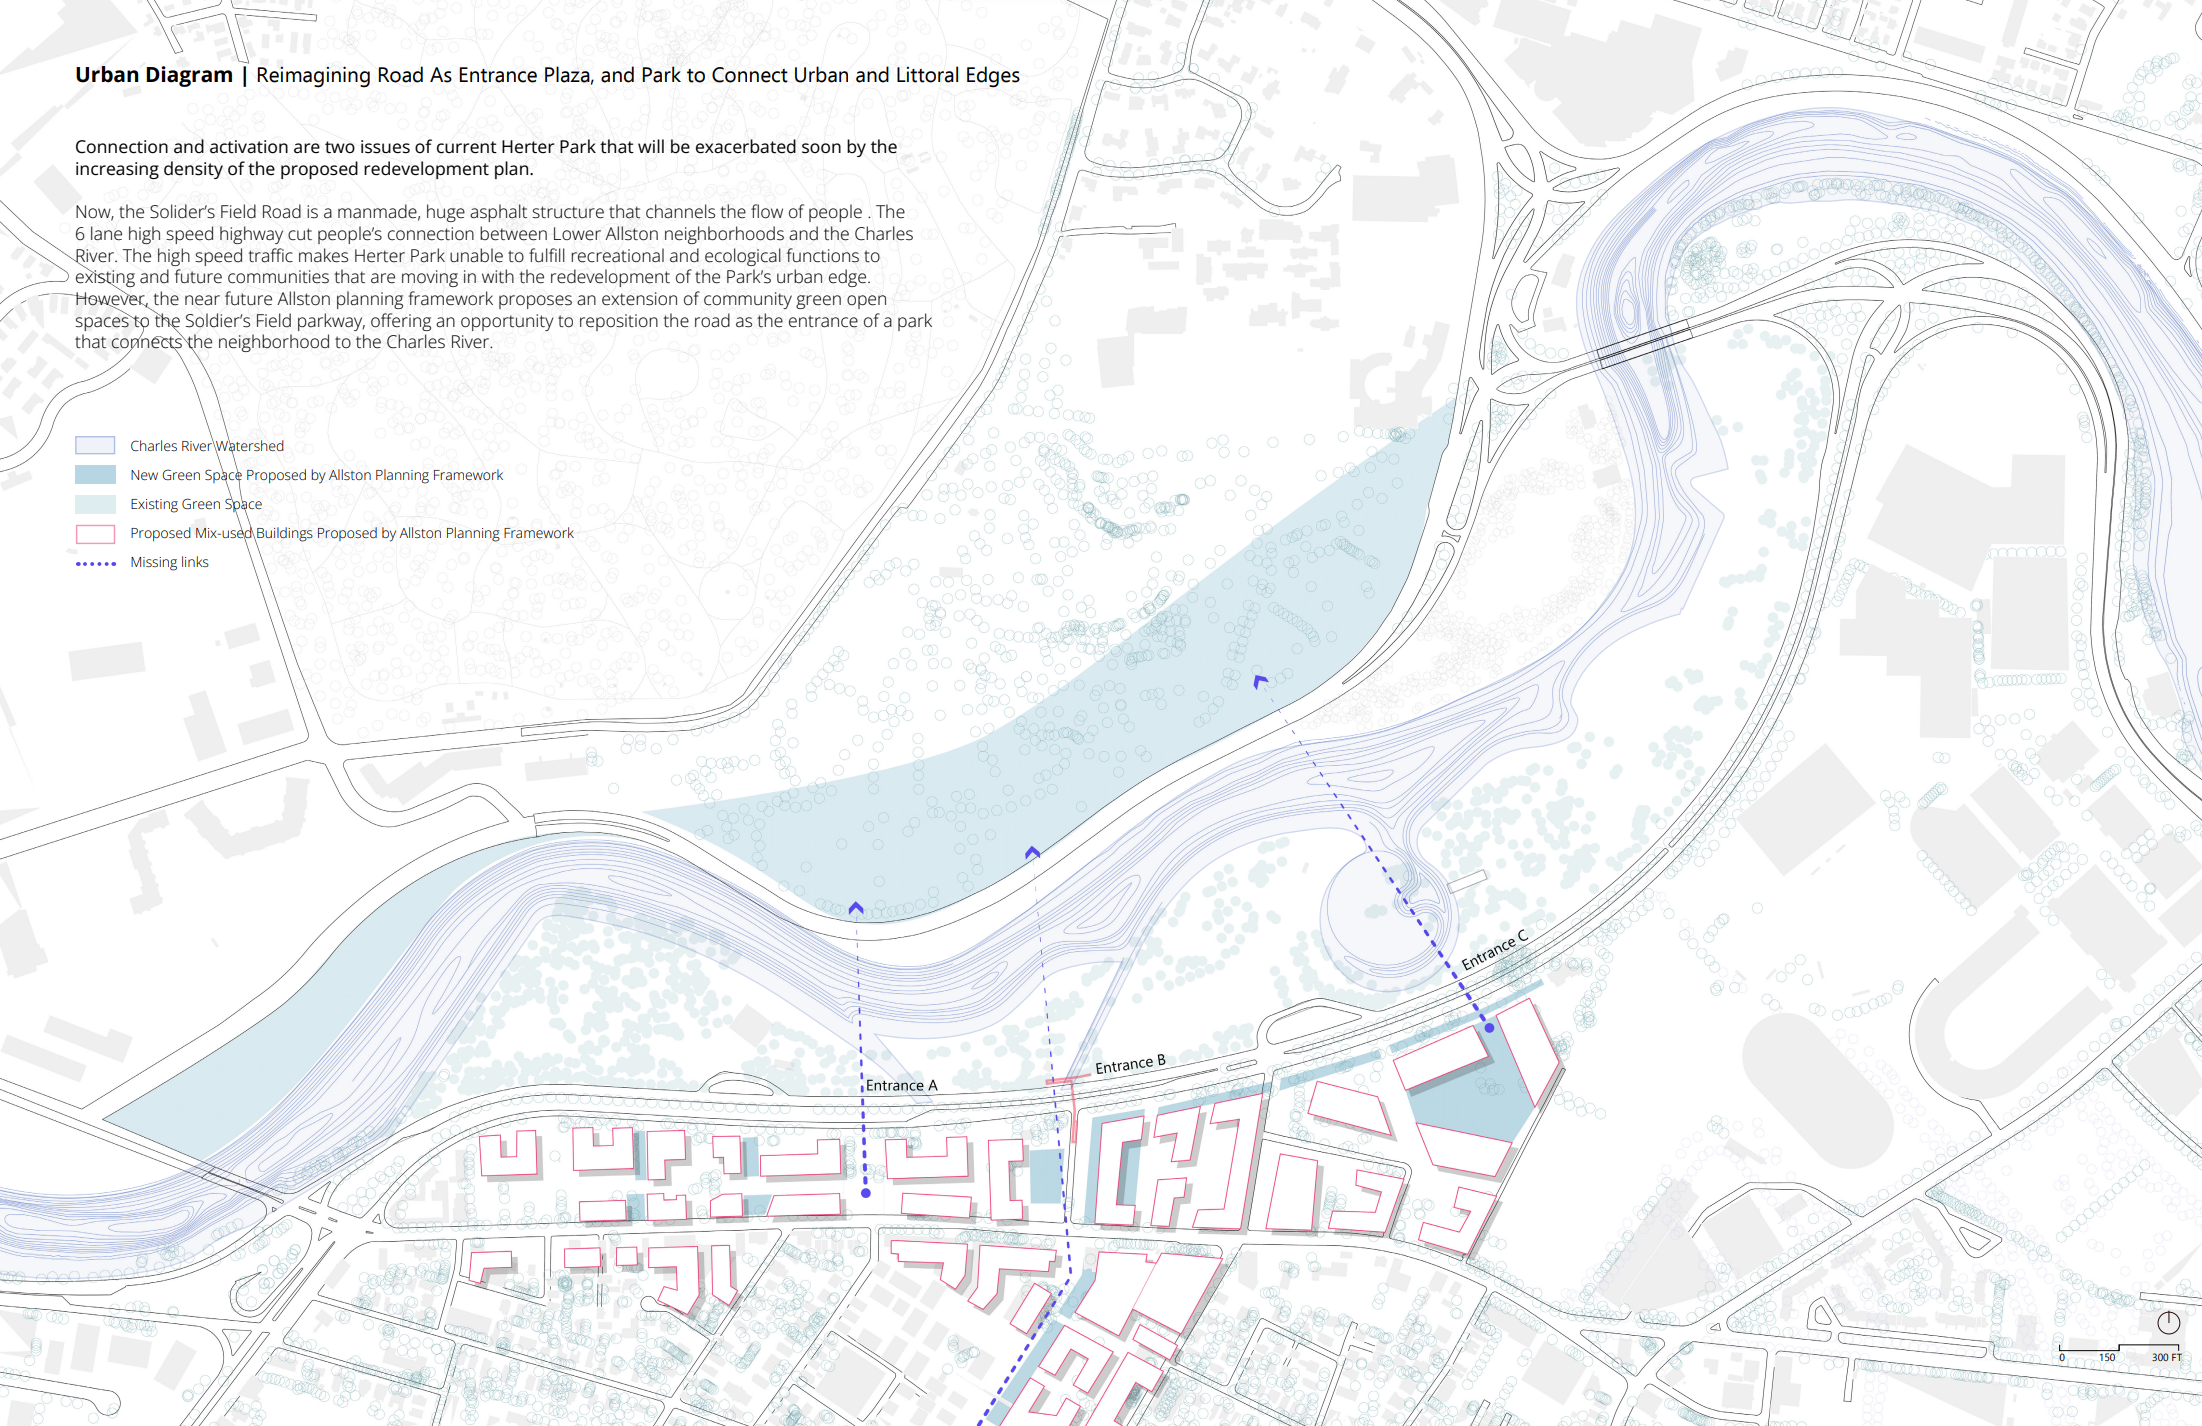 Urban Diagram | Reimagining Road As Entrance Plaza, and Park to Connect Urban and Littoral Edges
Connection and activation are two issues of current Herter Park that will be exacerbated soon by the
increasing density of the proposed redevelopment plan.
Now, the Solider's Field Road is a manmade, huge asphalt structure that channels the flow of people . The
6 lane high speed highway cut people's connection between Lower Allston neighborhoods and the Charles
River. The high speed traffic makes Herter Park unable to fulfill recreational and ecological functions to
existing and future communities that are moving in with the redevelopment of the Park's urban edge.
However, the near future Allston planning framework proposes an extension of community green open
spaces to the Soldier's Field parkway, offering an opportunity to reposition the road as the entrance of a park
that connects the neighborhood to the Charles River.
Charles River Watershed
New Green Space Proposed by Allston Planning Framework
Existing Green Space
Proposed Mix-used Buildings Proposed by Allston Planning Framework
Missing links
Entrance C
Entrance B
Entrance A
0 150 300 FT